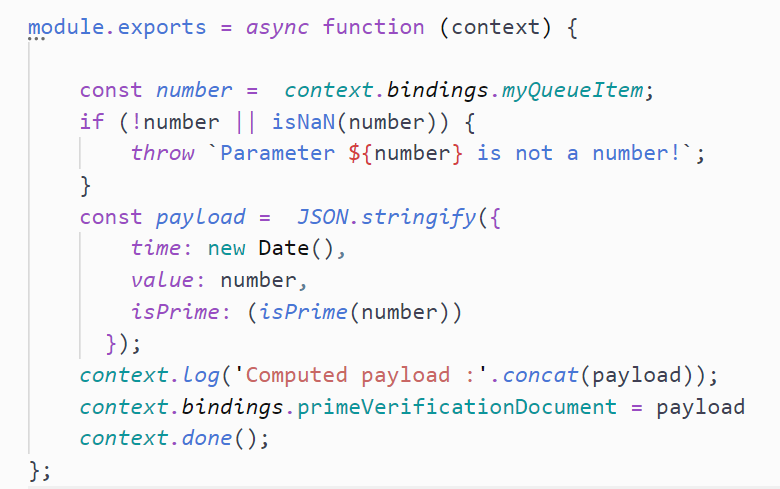 module.exports = async function (context) {
const number =  context.bindings.myQueueItem;
if (!number || isNaN(number)) {
throw `Parameter ${number} is not a number!`;
}
const payload =  JSON.stringify({
time: new Date(),
value: number,
isPrime: (isPrime(number))
});
context.log('Computed payload :'.concat(payload));
context.bindings.primeVerificationDocument = payload
context.done();
};